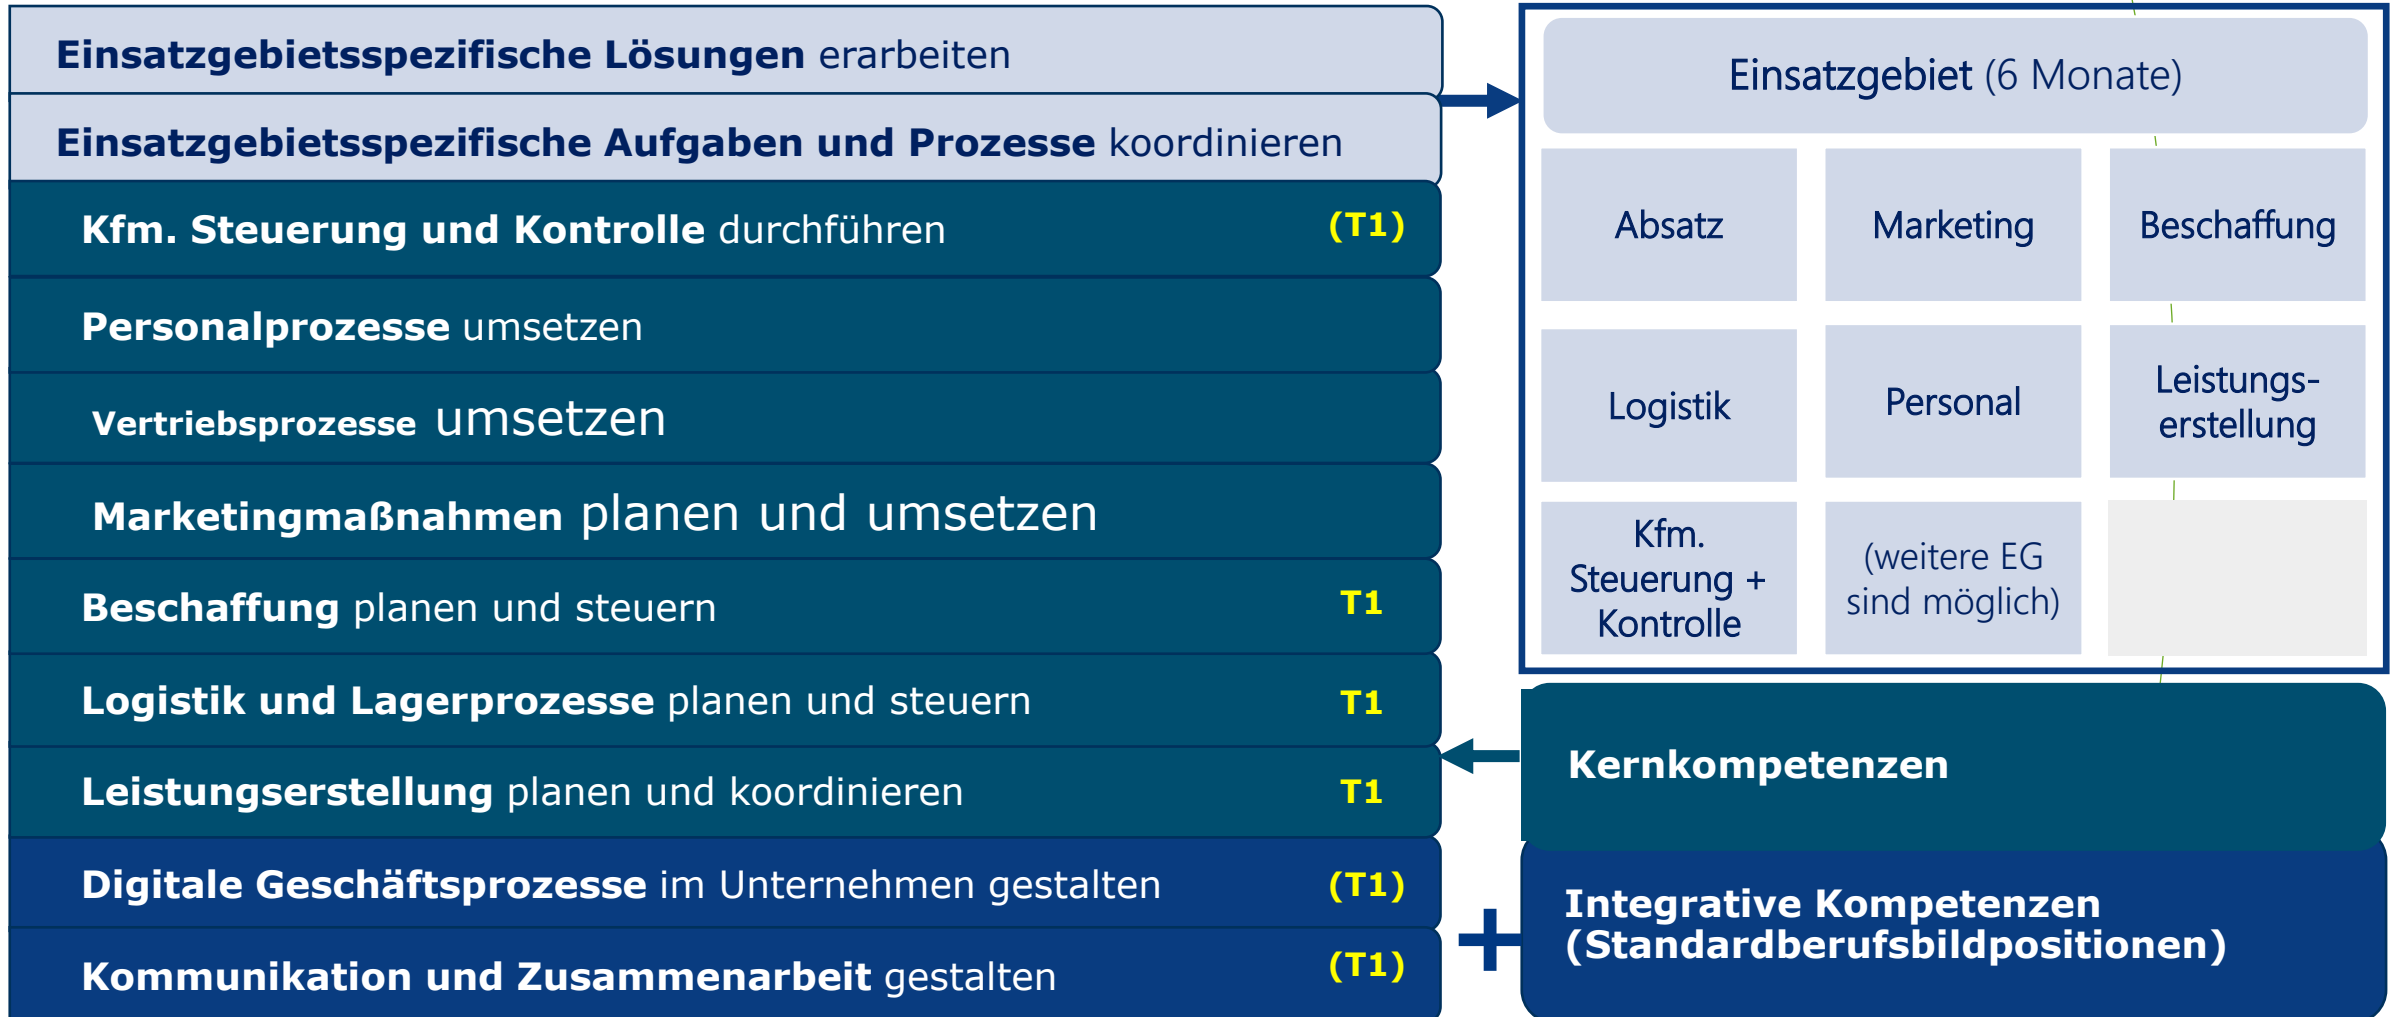 Einsatzgebietsspezifische Lösungen erarbeiten
Einsatzgebietsspezifische Aufgaben und Prozesse koordinieren
Kfm. Steuerung und Kontrolle durchführen (T1)
Personalprozesse umsetzen
Vertriebsprozesse umsetzen
Marketingmaßnahmen planen und umsetzen
Beschaffung planen und steuern T1
Logistik und Lagerprozesse planen und steuern T1
Leistungserstellung planen und koordinieren T1
Digitale Geschäftsprozesse im Unternehmen gestalten (T1)
Kommunikation und Zusammenarbeit gestalten (T1)
Einsatzgebiet (6 Monate)
Absatz
Marketing
Beschaffung
Logistik
Personal
Leistungs-
erstellung
Kfm.
Steuerung +
Kontrolle
(weitere EG
sind möglich)
Kernkompetenzen
+
Integrative Kompetenzen
(Standardberufsbildpositionen)